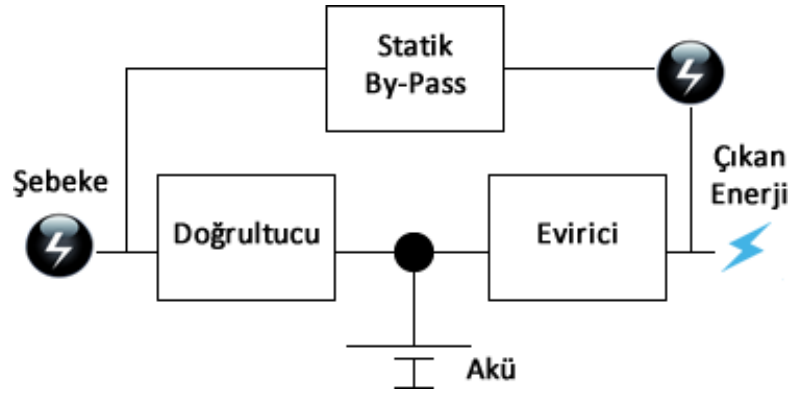 Statik
By-Pass
Şebeke
Doğrultucu
Evirici
Çıkan
Enerji
Akü